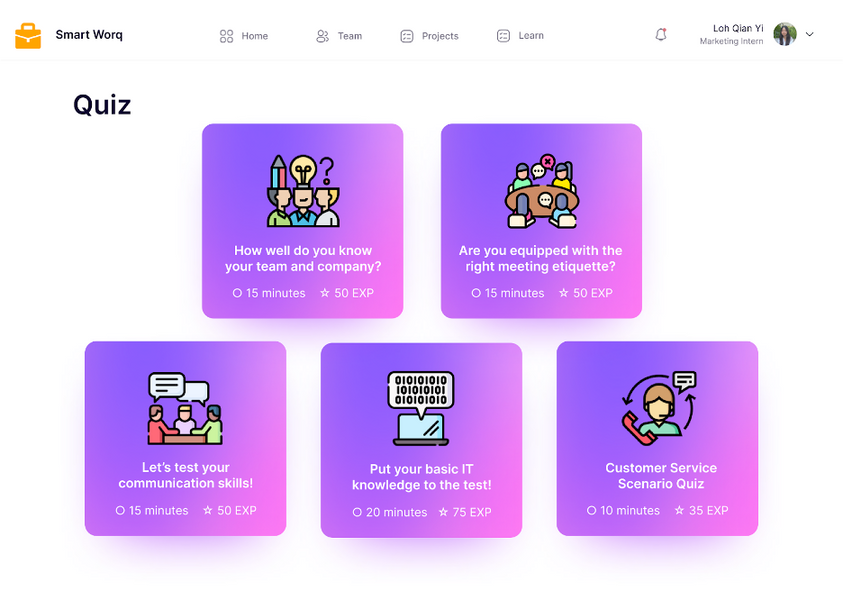 Smart Worq
Home
Team
Projects
Learn
Loh Qian Yi
Marketing Intern
Quiz
How well do you know
your team and company?
15 minutes
50 EXP
Are you equipped with the
right meeting etiquette?
15 minutes
50 EXP
Let's test your
communication skills!
15 minutes
50 EXP
01010101
1010101
01010101
Put your basic IT
knowledge to the test!
20 minutes
75 EXP
Customer Service
Scenario Quiz
10 minutes
35 EXP